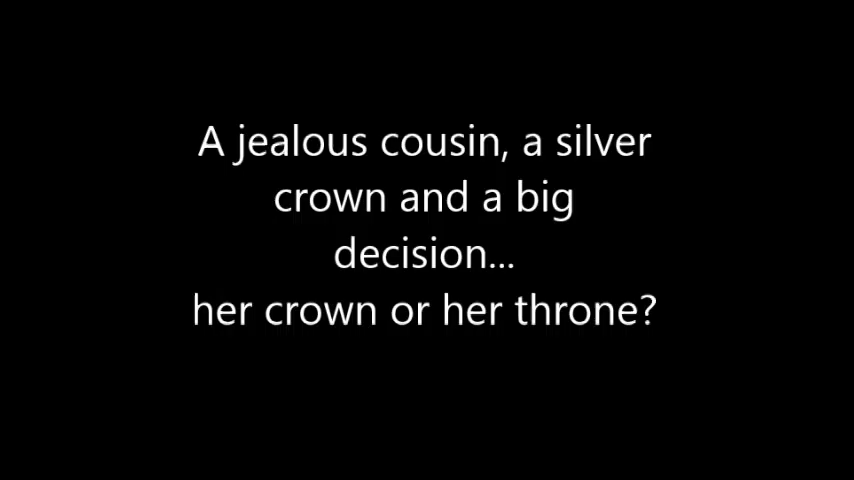 A jealous cousin, a silver
crown and a big
decision...
her crown or her throne?